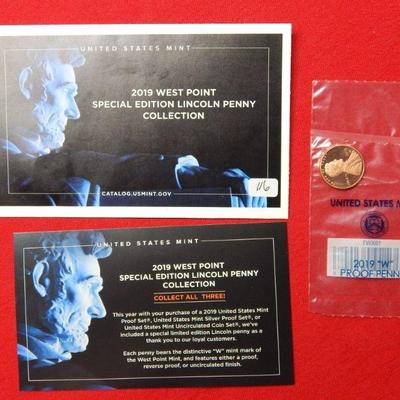 UNITED STATES MINT
2019 WEST POINT
SPECIAL EDITION LINCOLN PENNY
COLLECTION
CATALOG.USMINT.GOV
116
UNITED STATES MINT
2019 WEST POINT
SPECIAL EDITION LINCOLN PENNY
COLLECTION
COLLECT ALL THREE!
This year with your purchase of a 2019 United States Mint
Proof Set®, United States Mint Silver Proof Set®, or
United States Mint Uncirculated Coin Set®, we've
included a special limited edition Lincoln penny as a
thank you to our loyal customers.
Each penny bears the distinctive "W" mint mark of
the West Point Mint, and features either a proof,
reverse proof, or uncirculated finish.
UNITED STATES M
2019 "W"
PROOF PENN